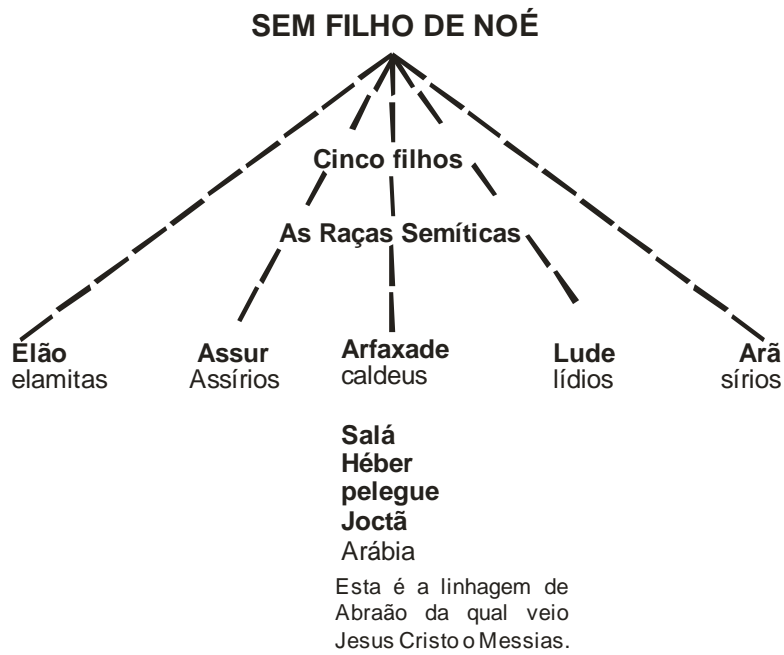 SEM FILHO DE NOÉ
Cinco filhos
As Raças Semíticas
Elão
elamitas
Assur
Assírios
Arfaxade
caldeus
Lude
lídios
Arã
sírios
Salá
Héber
pelegue
Joctã
Arábia
Esta é a linhagem de
Abraão da qual veio
Jesus Cristo o Messias.